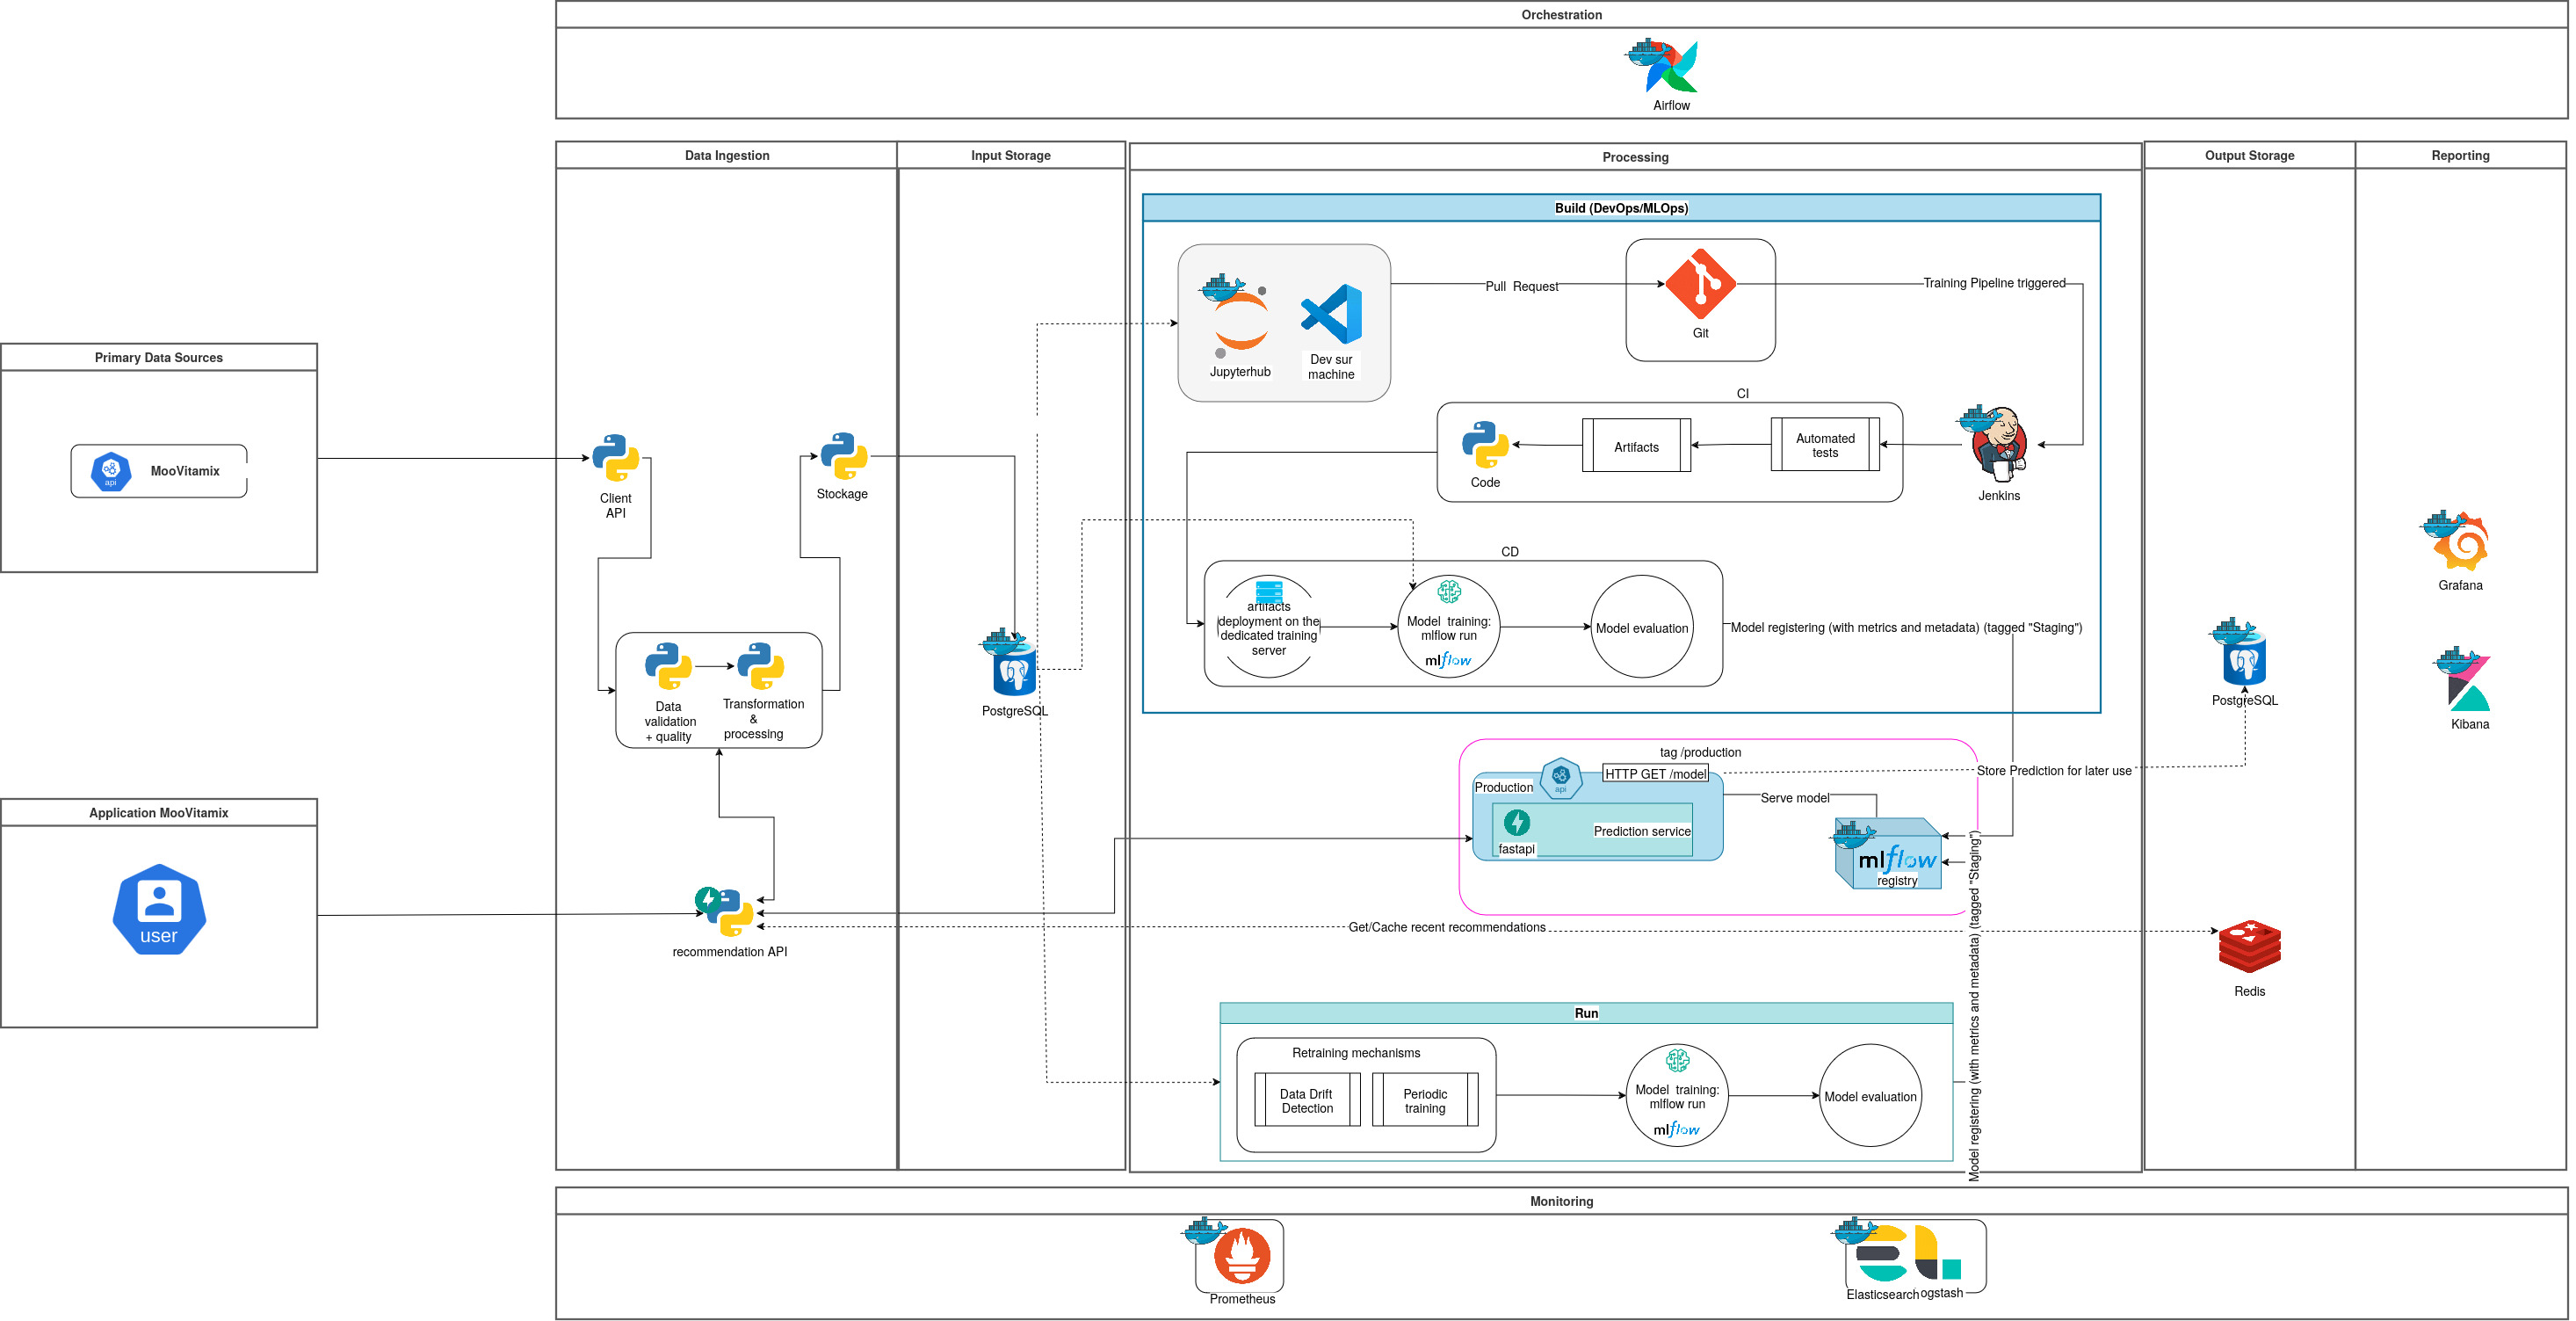 Orchestration
Airflow
Data Ingestion
Input Storage
Processing
Output Storage
Reporting
Build (DevOps/MLOps)
Jupyterhub
Dev sur
machine
Pull Request
Git
Training Pipeline triggered
Primary Data Sources
api
MooVitamix
Client
API
Stockage
CI
Code
Artifacts
Automated
tests
Jenkins
Grafana
CD
artifacts
deployment on the
dedicated training
server
Model training:
mlflow run
mlflow
Model evaluation
Model registering (with metrics and metadata) (tagged "Staging")
Data
validation
+ quality
Transformation
&
processing
PostgreSQL
PostgreSQL
Kibana
tag /production
Production
api
HTTP GET /model
Store Prediction for later use
Serve model
Prediction service
fastapi
mlflow
registry
Application MooVitamix
user
recommendation API
Get/Cache recent recommendations
Redis
Model registering (with metrics and metadata) (tagged "Staging")
Run
Retraining mechanisms
Data Drift
Detection
Periodic
training
Model training:
mlflow run
mlflow
Model evaluation
Monitoring
Prometheus
Elasticsearch
ogstash